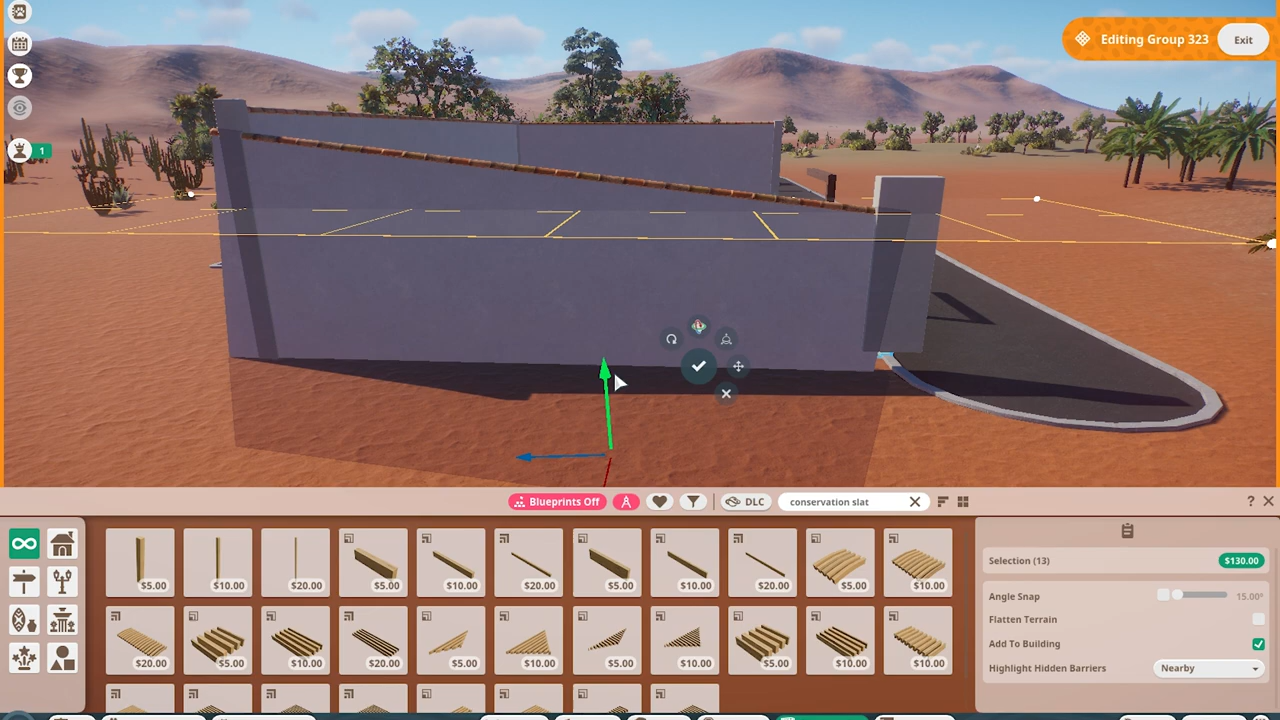 Editing Group 323
Exit
1
Blueprints Off
DLC
conservation slat
?
$5.00
$10.00
$20.00
$5.00
$10.00
$20.00
$5.00
$10.00
$20.00
$5.00
$10.00
$20.00
$5.00
$10.00
$20.00
$5.00
$10.00
$5.00
$10.00
$5.00
$10.00
$10.00
Selection (13)
$130.00
Angle Snap
15.00°
Flatten Terrain
Add To Building
Highlight Hidden Barriers
Nearby